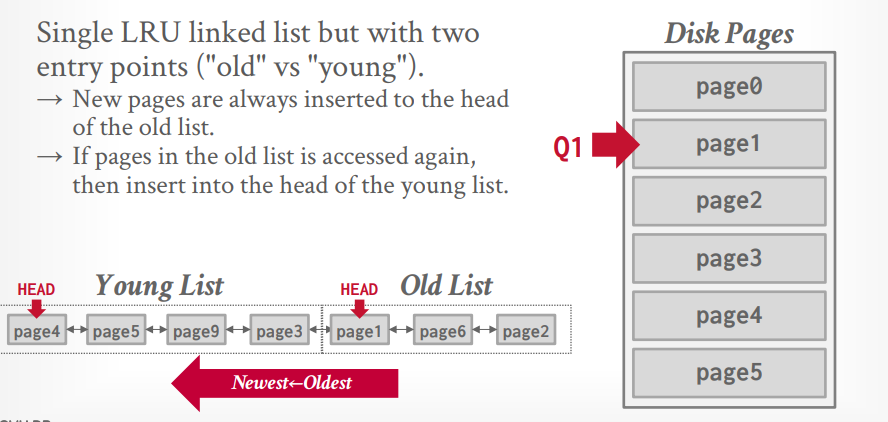 Single LRU linked list but with two
entry points ("old" vs "young").
→ New pages are always inserted to the head
of the old list.
→ If pages in the old list is accessed again,
then insert into the head of the young list.
Disk Pages
page0
Q1
page1
page2
page3
page4
page5
HEAD
Young List
HEAD
Old List
page4
page5
page9
page3
page1
page6
page2
Newest←Oldest